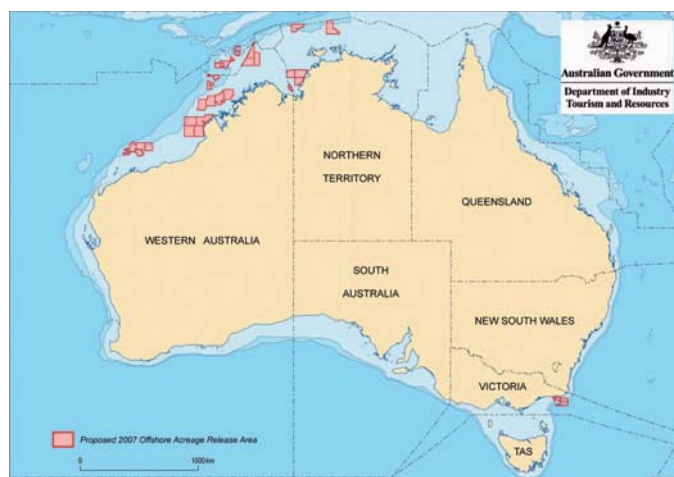 Australian Government
Department of Industry
Tourism and Resources
NORTHERN
TERRITORY
QUEENSLAND
WESTERN AUSTRALIA
SOUTH
AUSTRALIA
NEW SOUTH WALES
VICTORIA
Proposed 2007 Offshore Acreage Release Area
TAS
0
1000km